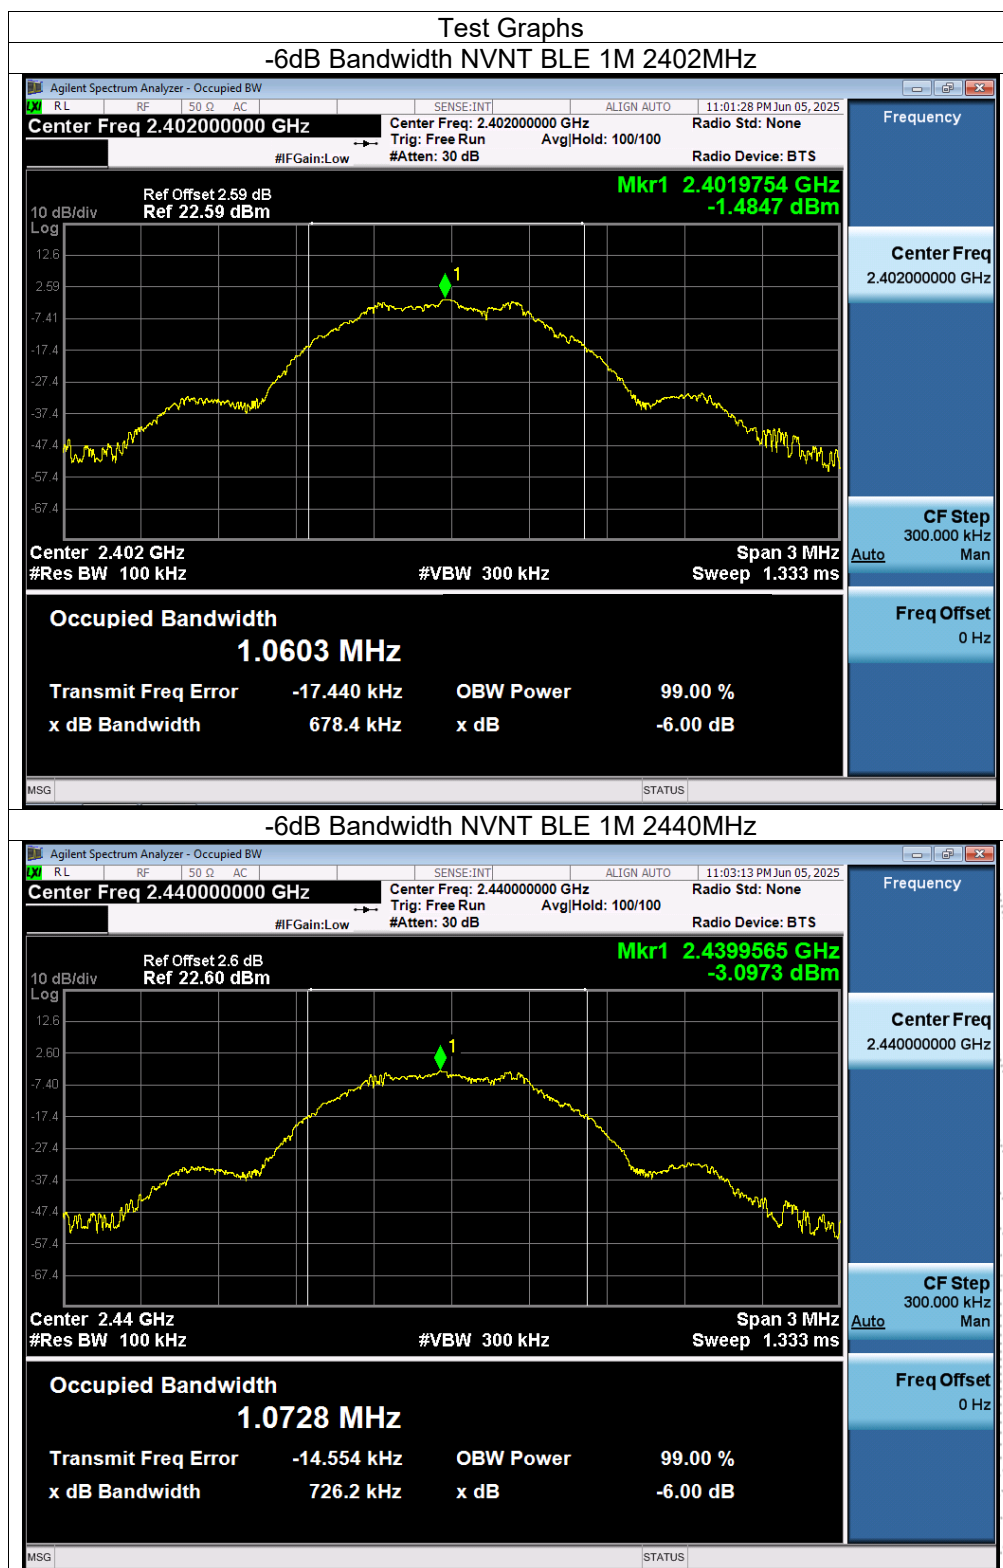 Test Graphs
-6dB Bandwidth NVNT BLE 1M 2402MHz
Agilent Spectrum Analyzer - Occupied BW
LXI RL RF 50 Ω AC SENSE:INT ALIGN AUTO 11:01:28 PM Jun 05, 2025
Center Freq 2.402000000 GHz Center Freq: 2.402000000 GHz Radio Std: None Frequency
Trig: Free Run Avg|Hold: 100/100
#IFGain:Low #Atten: 30 dB Radio Device: BTS
Mkr1 2.4019754 GHz
-1.4847 dBm
Ref Offset 2.59 dB
10 dB/div Ref 22.59 dBm
Log
12.6
2.59
-7.41
-17.4
-27.4
-37.4
-47.4
-57.4
-67.4
1
Center Freq
2.402000000 GHz
Center 2.402 GHz Span 3 MHz
#Res BW 100 kHz #VBW 300 kHz Sweep 1.333 ms
CF Step
300.000 kHz
Auto Man
Occupied Bandwidth
1.0603 MHz
Transmit Freq Error -17.440 kHz OBW Power 99.00 %
x dB Bandwidth 678.4 kHz x dB -6.00 dB
Freq Offset
0 Hz
MSG STATUS
-6dB Bandwidth NVNT BLE 1M 2440MHz
Agilent Spectrum Analyzer - Occupied BW
LXI RL RF 50 Ω AC SENSE:INT ALIGN AUTO 11:03:13 PM Jun 05, 2025
Center Freq 2.440000000 GHz Center Freq: 2.440000000 GHz Radio Std: None Frequency
Trig: Free Run Avg|Hold: 100/100
#IFGain:Low #Atten: 30 dB Radio Device: BTS
Mkr1 2.4399565 GHz
-3.0973 dBm
Ref Offset 2.6 dB
10 dB/div Ref 22.60 dBm
Log
12.6
2.60
-7.40
-17.4
-27.4
-37.4
-47.4
-57.4
-67.4
1
Center Freq
2.440000000 GHz
Center 2.44 GHz Span 3 MHz
#Res BW 100 kHz #VBW 300 kHz Sweep 1.333 ms
CF Step
300.000 kHz
Auto Man
Occupied Bandwidth
1.0728 MHz
Transmit Freq Error -14.554 kHz OBW Power 99.00 %
x dB Bandwidth 726.2 kHz x dB -6.00 dB
Freq Offset
0 Hz
MSG STATUS